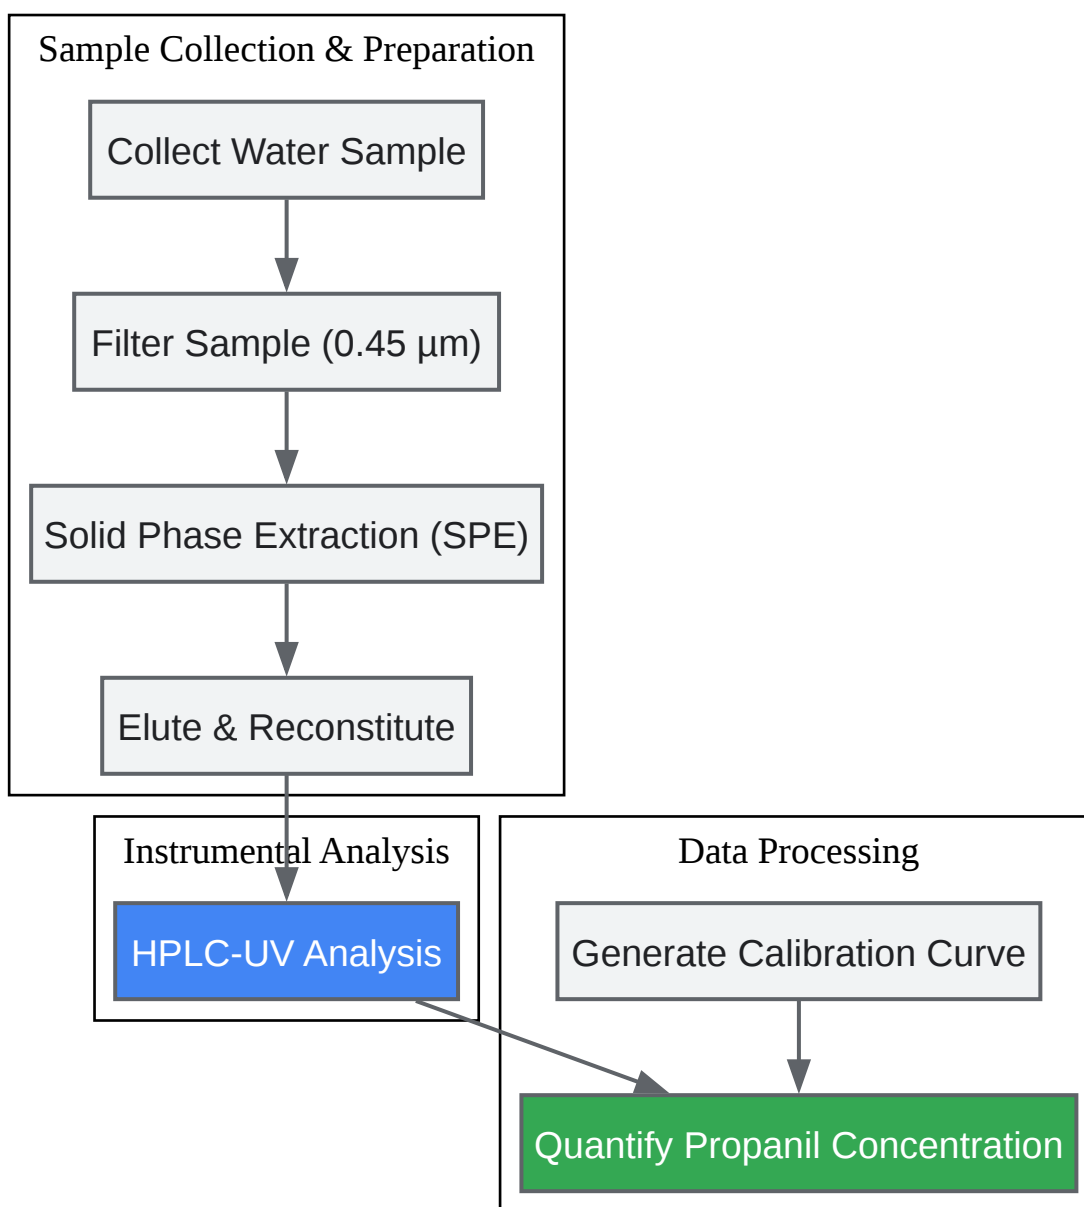 Sample Collection & Preparation
Collect Water Sample
Filter Sample (0.45 µm)
Solid Phase Extraction (SPE)
Elute & Reconstitute
Instrumental Analysis
HPLC-UV Analysis
Data Processing
Generate Calibration Curve
Quantify Propanil Concentration